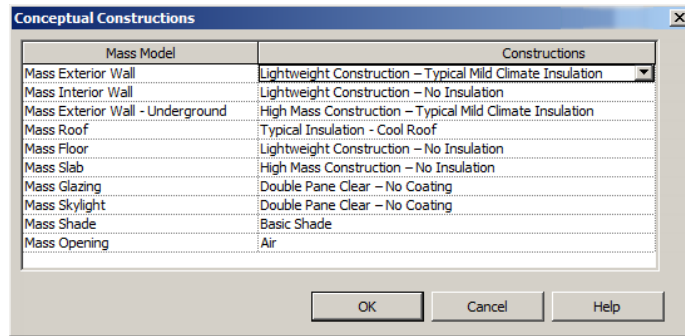 Conceptual Constructions
Mass Model Constructions
Mass Exterior Wall Lightweight Construction – Typical Mild Climate Insulation
Mass Interior Wall Lightweight Construction – No Insulation
Mass Exterior Wall - Underground High Mass Construction – Typical Mild Climate Insulation
Mass Roof Typical Insulation - Cool Roof
Mass Floor Lightweight Construction – No Insulation
Mass Slab High Mass Construction – No Insulation
Mass Glazing Double Pane Clear – No Coating
Mass Skylight Double Pane Clear – No Coating
Mass Shade Basic Shade
Mass Opening Air
OK Cancel Help